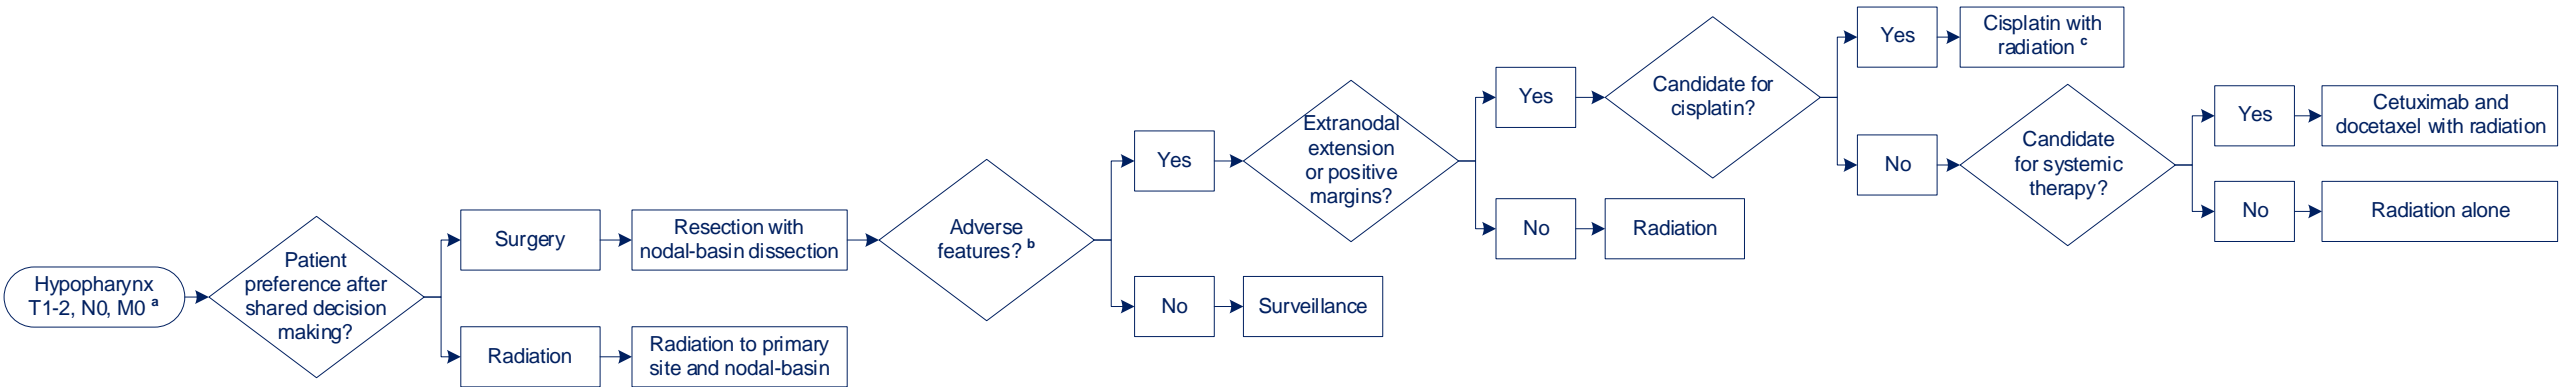 Hypopharynx
T1-2, N0, M0 a
Patient
preference after
shared decision
making?
Surgery
Resection with
nodal-basin dissection
Adverse
features? b
Yes
Extranodal
extension
or positive
margins?
Yes
Candidate for
cisplatin?
Yes
Cisplatin with
radiation c
No
Candidate
for systemic
therapy?
Yes
Cetuximab and
docetaxel with radiation
No
Radiation alone
No
Radiation
No
Surveillance
Radiation
Radiation to primary
site and nodal-basin